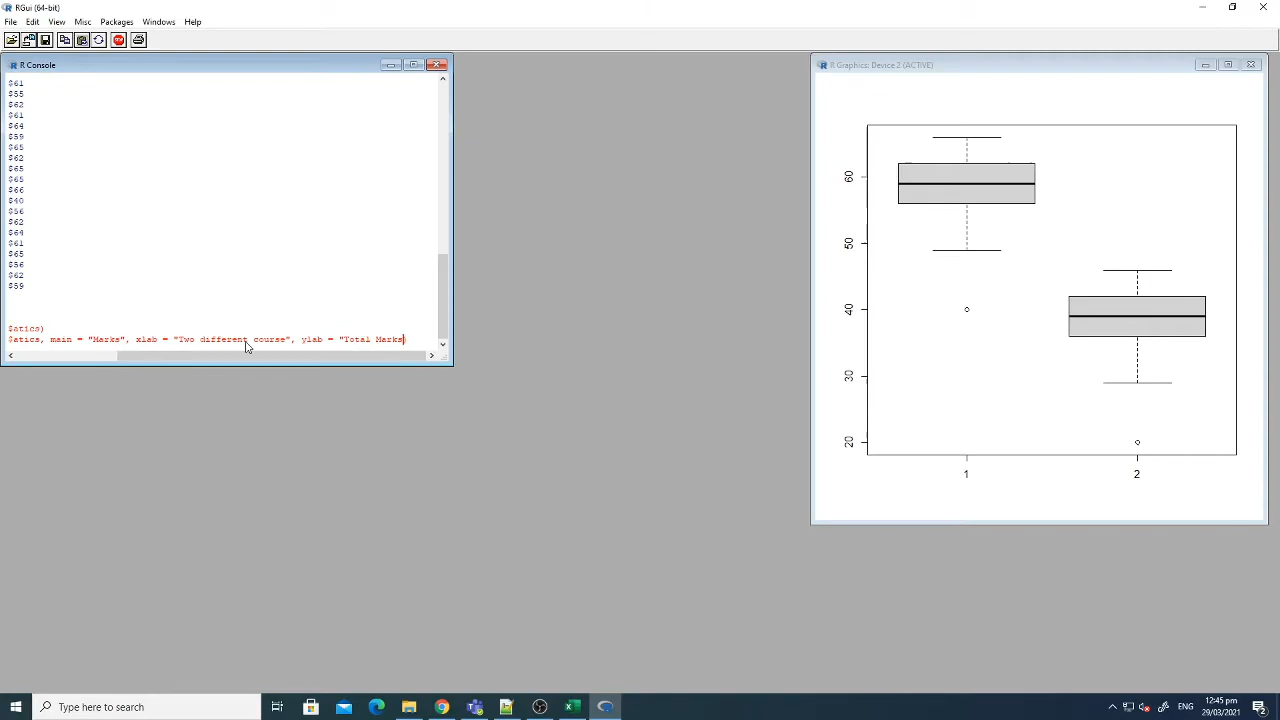 RGui (64-bit)
File Edit View Misc Packages Windows Help
STOP
R Console
$61
$55
$62
$61
$64
$59
$65
$62
$65
$65
$66
$40
$56
$62
$64
$61
$65
$56
$62
$59
$atics)
$atics, main = "Marks", xlab = "Two different course", ylab = "Total Marks)
R Graphics: Device 2 (ACTIVE)
60
50
40
30
20
1 2
Type here to search
ENG
12:45 pm
29/03/2021
2